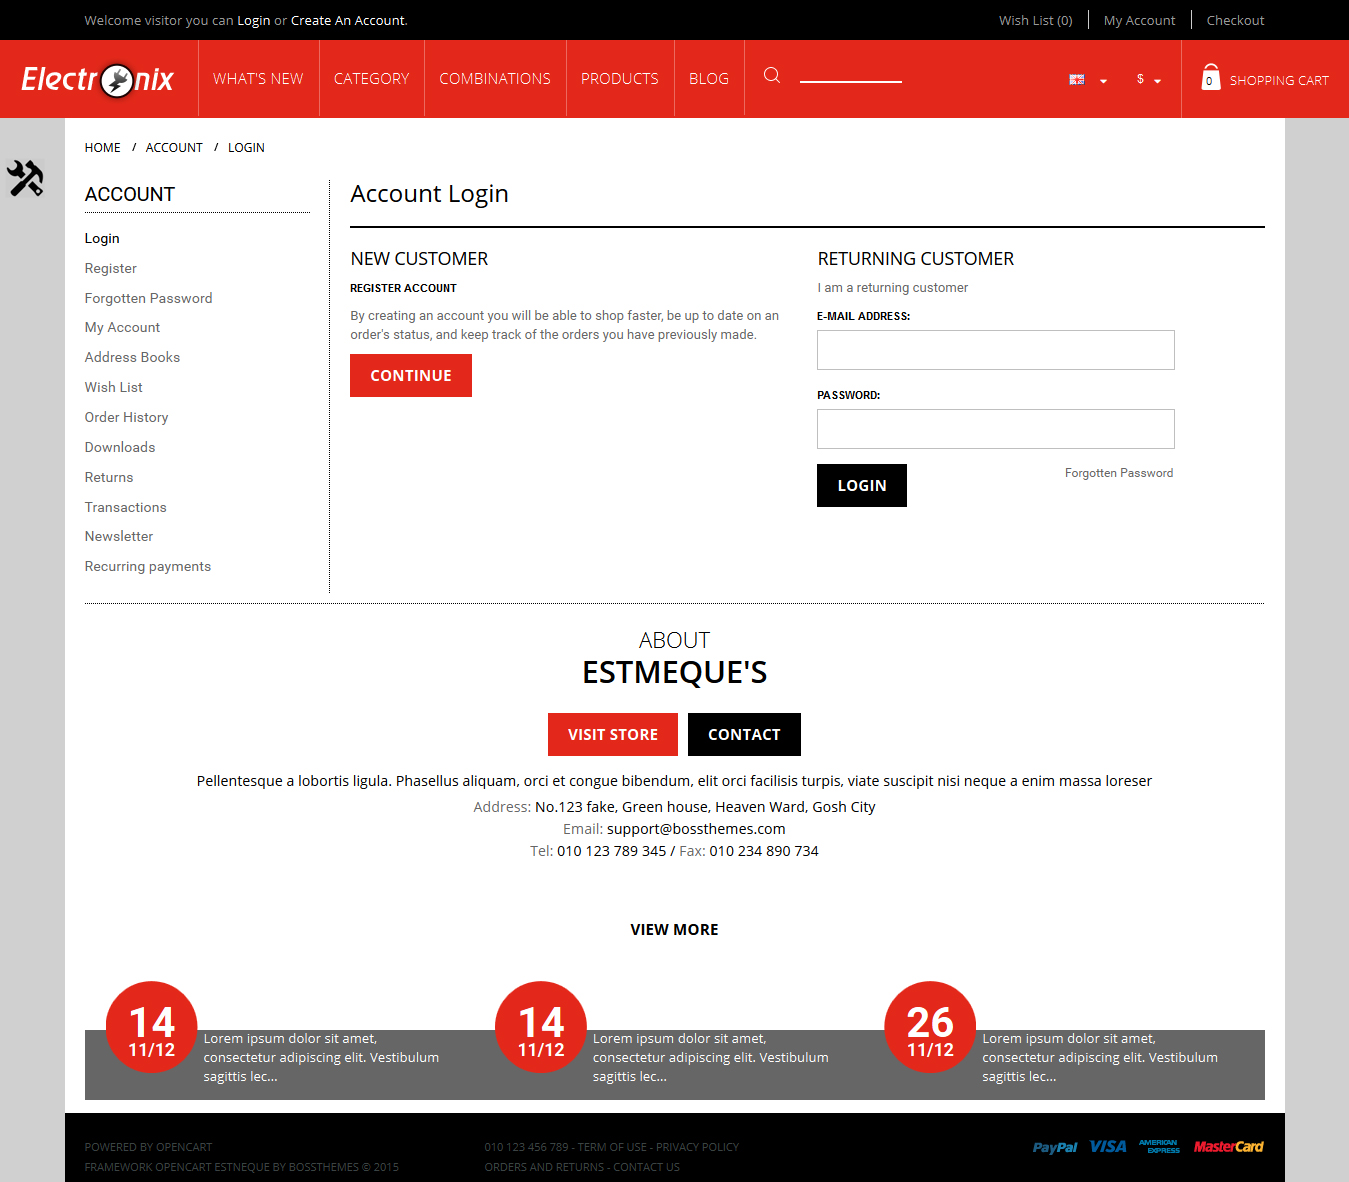 Welcome visitor you can Login or Create An Account.
Wish List (0)
My Account
Checkout
Electronix
WHAT'S NEW
CATEGORY
COMBINATIONS
PRODUCTS
BLOG
$
0
SHOPPING CART
HOME / ACCOUNT / LOGIN
ACCOUNT
Login
Register
Forgotten Password
My Account
Address Books
Wish List
Order History
Downloads
Returns
Transactions
Newsletter
Recurring payments
Account Login
NEW CUSTOMER
REGISTER ACCOUNT
By creating an account you will be able to shop faster, be up to date on an
order's status, and keep track of the orders you have previously made.
CONTINUE
RETURNING CUSTOMER
I am a returning customer
E-MAIL ADDRESS:
PASSWORD:
LOGIN
Forgotten Password
ABOUT
ESTMEQUE'S
VISIT STORE
CONTACT
Pellentesque a lobortis ligula. Phasellus aliquam, orci et congue bibendum, elit orci facilisis turpis, viate suscipit nisi neque a enim massa loreser
Address: No.123 fake, Green house, Heaven Ward, Gosh City
Email: support@bossthemes.com
Tel: 010 123 789 345 / Fax: 010 234 890 734
VIEW MORE
14
11/12
Lorem ipsum dolor sit amet,
consectetur adipiscing elit. Vestibulum
sagittis lec...
14
11/12
Lorem ipsum dolor sit amet,
consectetur adipiscing elit. Vestibulum
sagittis lec...
26
11/12
Lorem ipsum dolor sit amet,
consectetur adipiscing elit. Vestibulum
sagittis lec...
POWERED BY OPENCART
FRAMEWORK OPENCART ESTNEQUE BY BOSSTHEMES © 2015
010 123 456 789 - TERM OF USE - PRIVACY POLICY
ORDERS AND RETURNS - CONTACT US
PayPal
VISA
AMERICAN
EXPRESS
MasterCard